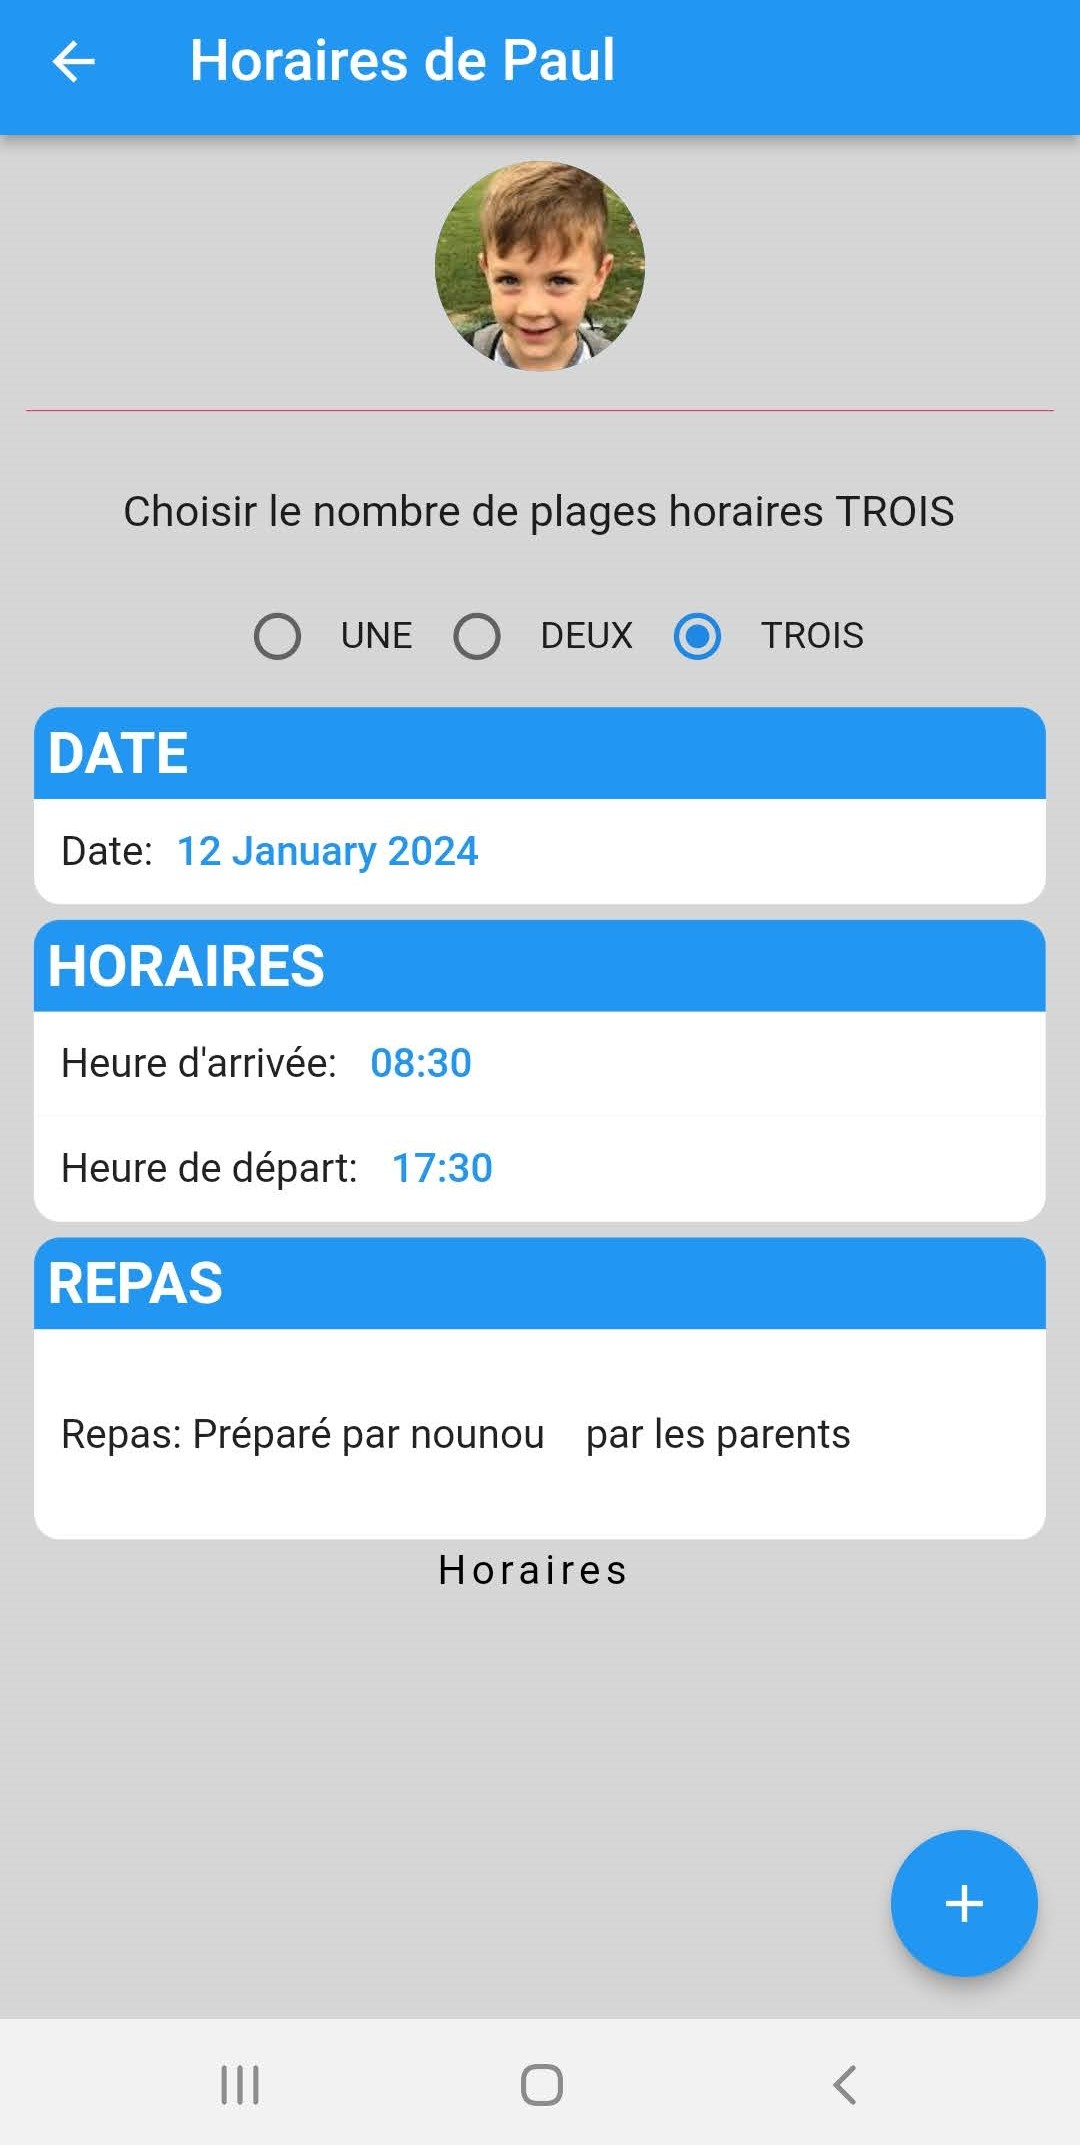 Horaires de Paul
Choisir le nombre de plages horaires TROIS
UNE DEUX TROIS
DATE
Date: 12 January 2024
HORAIRES
Heure d'arrivée: 08:30
Heure de départ: 17:30
REPAS
Repas: Préparé par nounou par les parents
Horaires